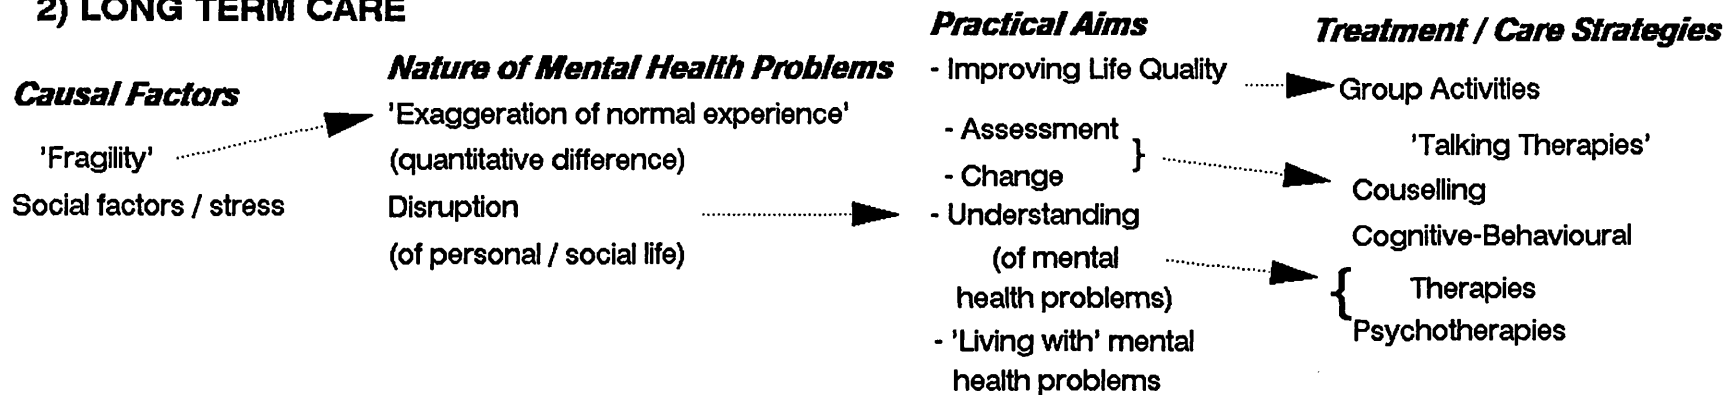 2) LONG TERM CARE
Causal Factors
'Fragility'
Social factors / stress
Nature of Mental Health Problems
'Exaggeration of normal experience'
(quantitative difference)
Disruption
(of personal / social life)
Practical Aims
- Improving Life Quality
- Assessment
}
- Change
- Understanding
(of mental
health problems)
- 'Living with' mental
health problems
Treatment / Care Strategies
Group Activities
'Talking Therapies'
Couselling
Cognitive-Behavioural
{ Therapies
Psychotherapies